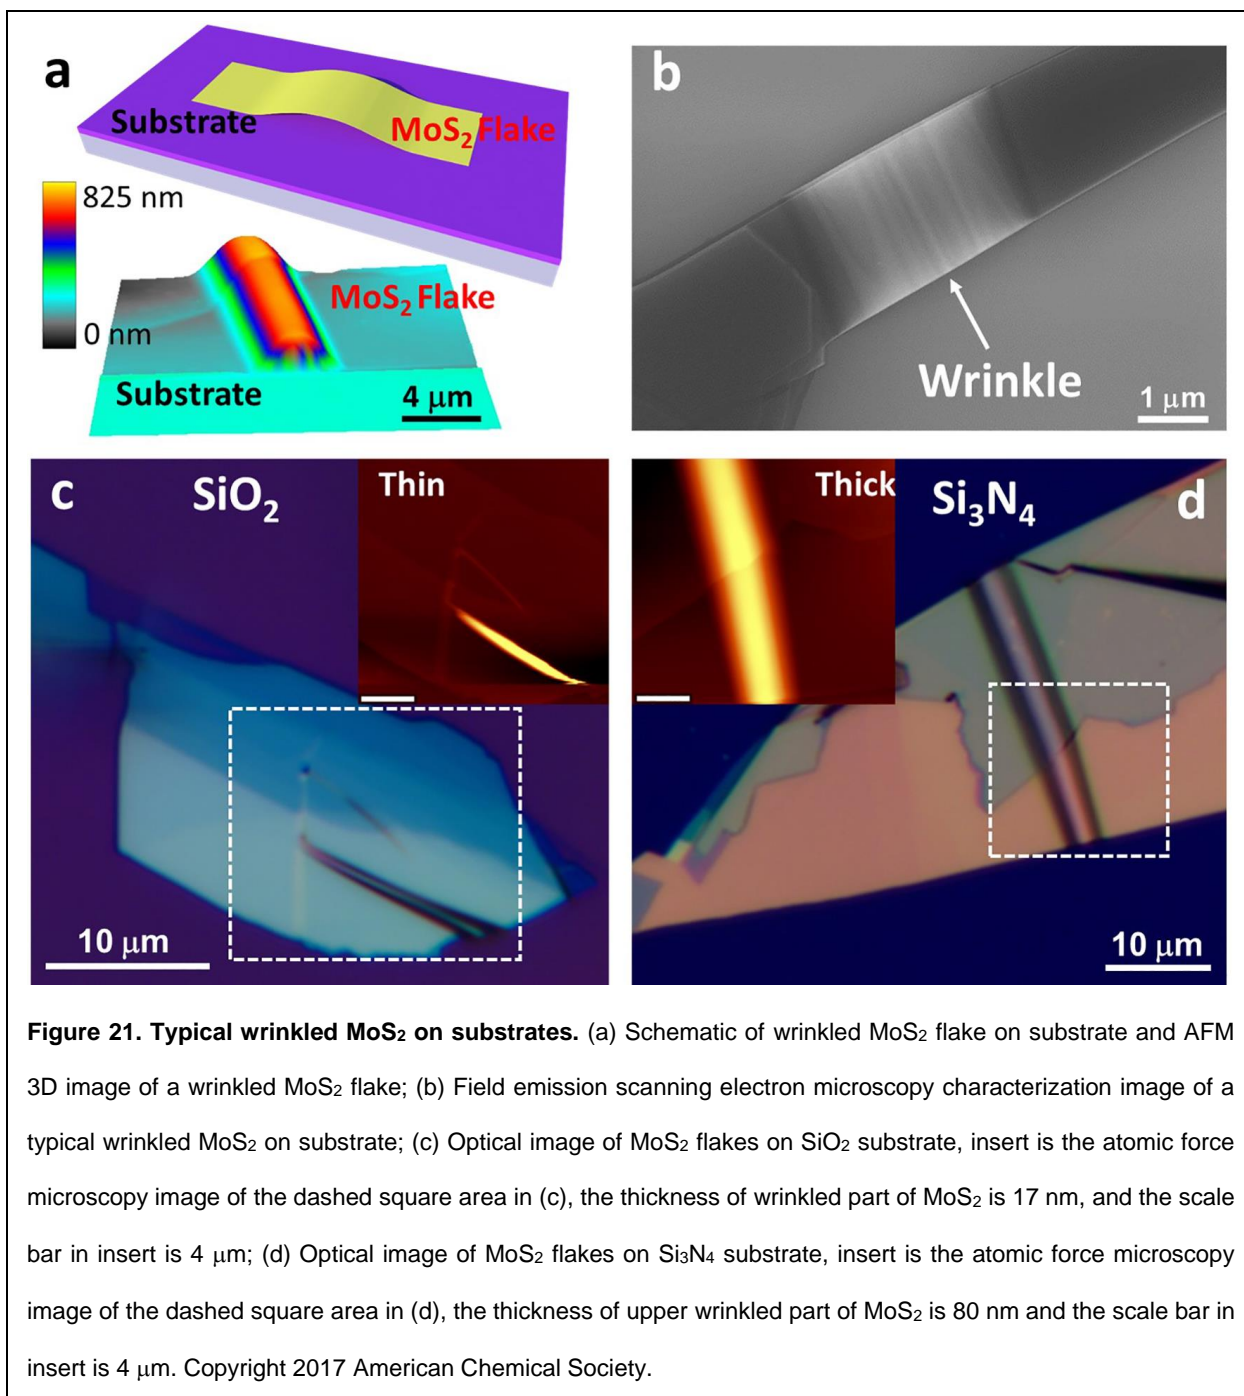 a
Substrate
MoS₂ Flake
825 nm
0 nm
MoS₂ Flake
Substrate
4 μm
b
Wrinkle
1 μm
c
SiO₂
Thin
10 μm
Thick
Si₃N₄
d
10 μm
Figure 21. Typical wrinkled MoS₂ on substrates. (a) Schematic of wrinkled MoS₂ flake on substrate and AFM
3D image of a wrinkled MoS₂ flake; (b) Field emission scanning electron microscopy characterization image of a
typical wrinkled MoS₂ on substrate; (c) Optical image of MoS₂ flakes on SiO₂ substrate, insert is the atomic force
microscopy image of the dashed square area in (c), the thickness of wrinkled part of MoS₂ is 17 nm, and the scale
bar in insert is 4 μm; (d) Optical image of MoS₂ flakes on Si₃N₄ substrate, insert is the atomic force microscopy
image of the dashed square area in (d), the thickness of upper wrinkled part of MoS₂ is 80 nm and the scale bar in
insert is 4 μm. Copyright 2017 American Chemical Society.